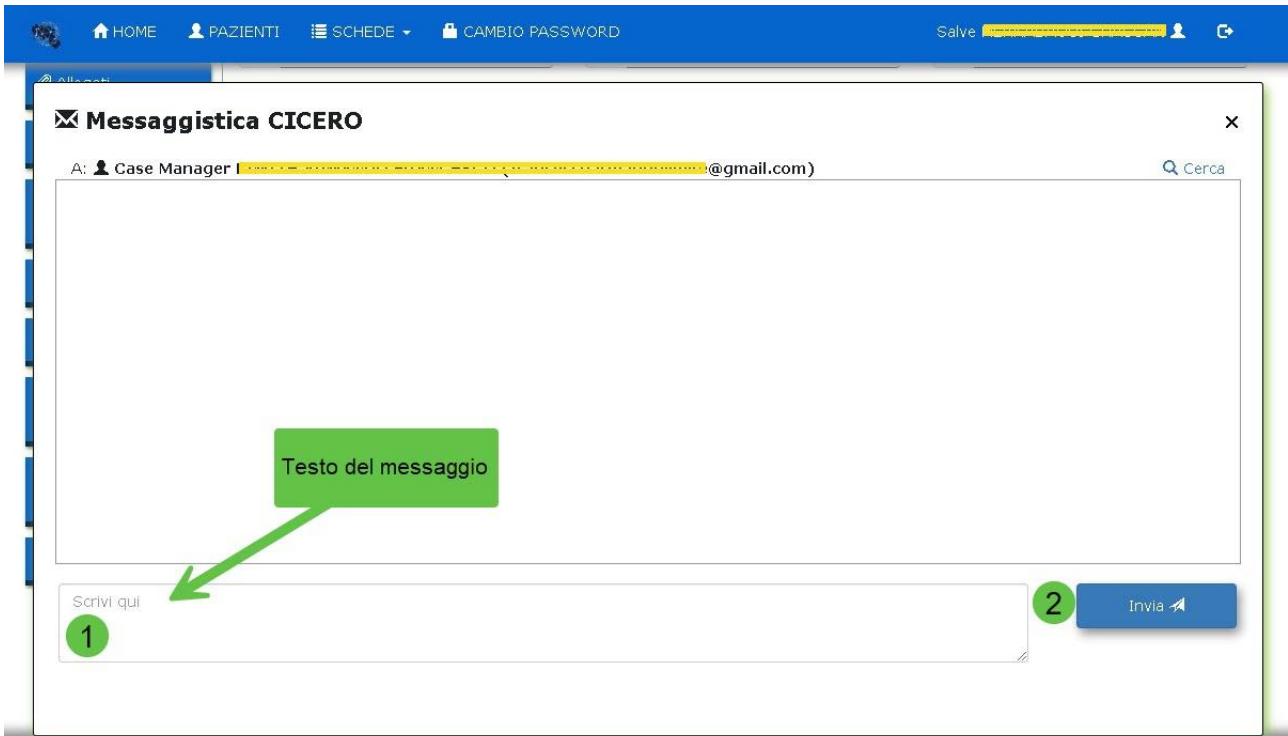 HOME PAZIENTI SCHEDE CAMBIO PASSWORD Salve
Allegati
Messaggistica CICERO ×
A: Case Manager @gmail.com) Cerca
Testo del messaggio
Scrivi qui
1
2 Invia